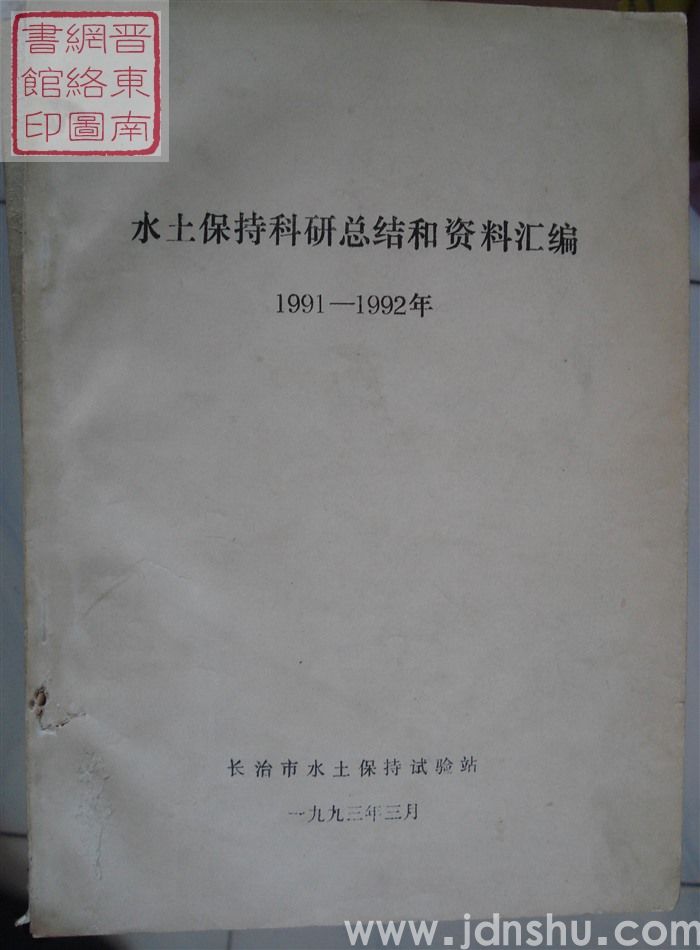 晋东南
網絡圖
書館印
水土保持科研总结和资料汇编
1991—1992年
长治市水土保持试验站
一九九三年三月
www.jdnshu.com